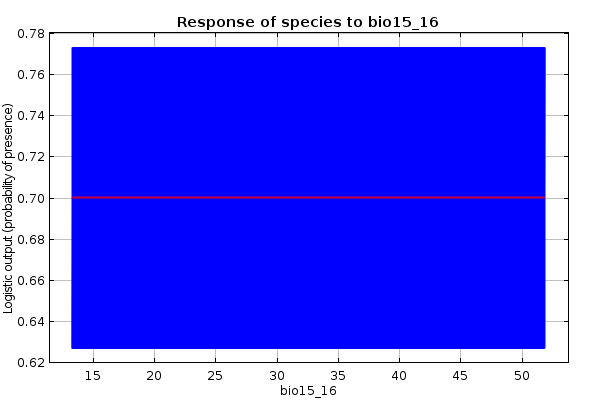 Response of species to bio15_16
Logistic output (probability of presence)
0.78
0.76
0.74
0.72
0.70
0.68
0.66
0.64
0.62
15 20 25 30 35 40 45 50
bio15_16